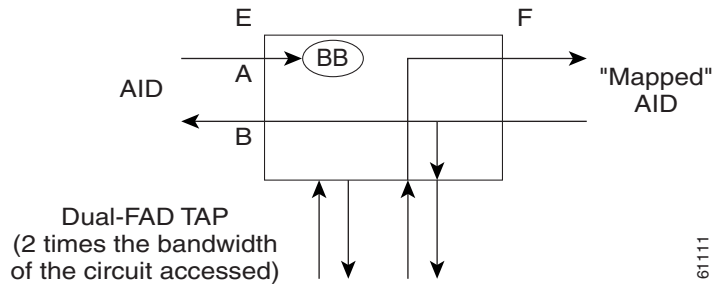 E
F
BB
A
AID
"Mapped"
AID
B
Dual-FAD TAP
(2 times the bandwidth
of the circuit accessed)
61111